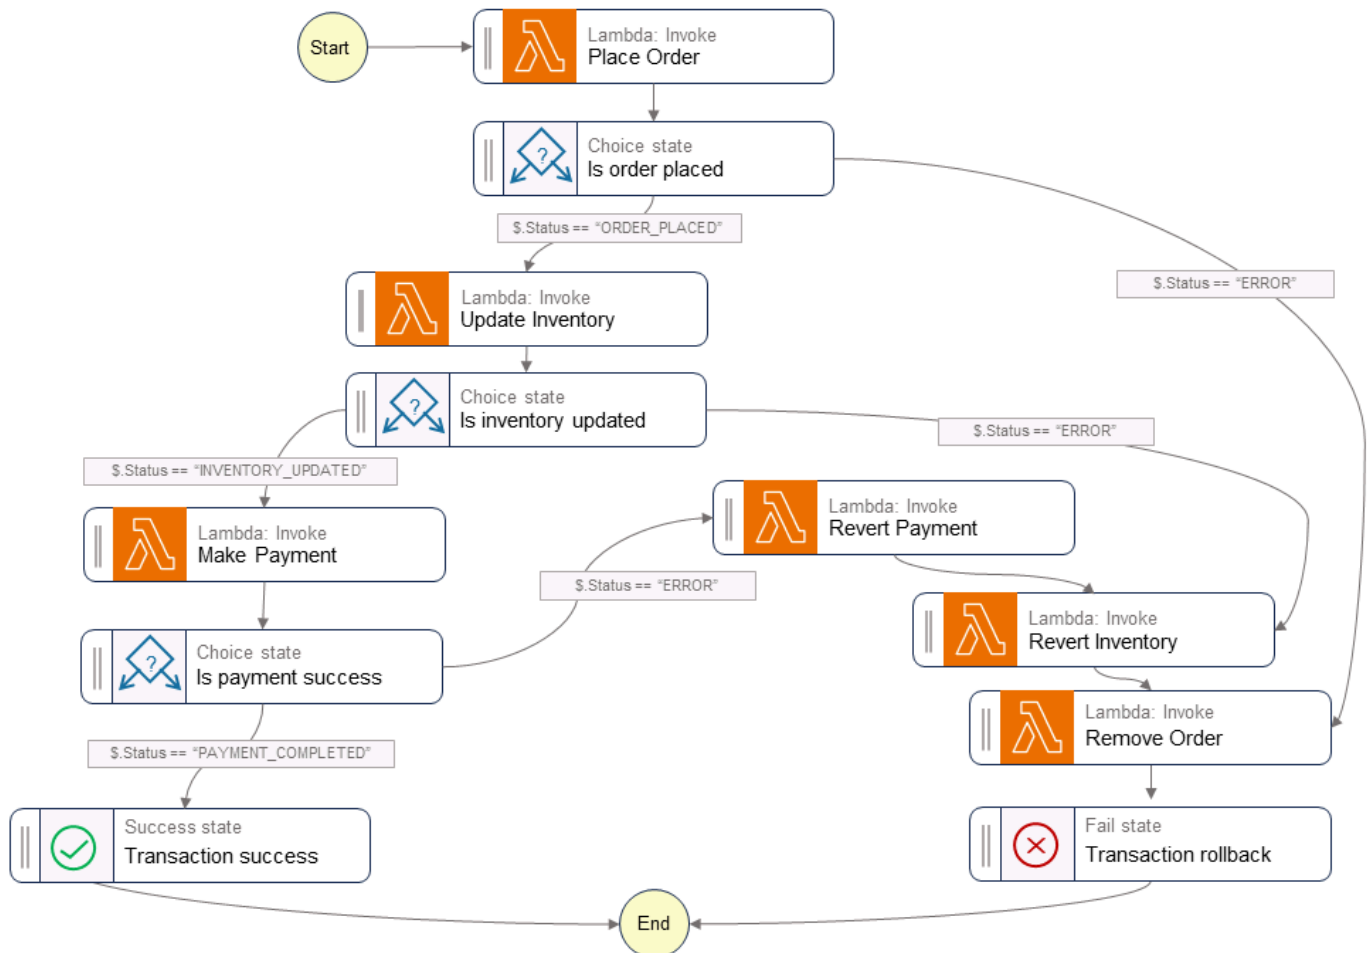 Start
Lambda: Invoke
Place Order
Choice state
Is order placed
$.Status == “ORDER_PLACED”
$.Status == “ERROR”
Lambda: Invoke
Update Inventory
Choice state
Is inventory updated
$.Status == “ERROR”
$.Status == “INVENTORY_UPDATED”
Lambda: Invoke
Make Payment
Lambda: Invoke
Revert Payment
$.Status == “ERROR”
Lambda: Invoke
Revert Inventory
Choice state
Is payment success
Lambda: Invoke
Remove Order
$.Status == “PAYMENT_COMPLETED”
Success state
Transaction success
Fail state
Transaction rollback
End